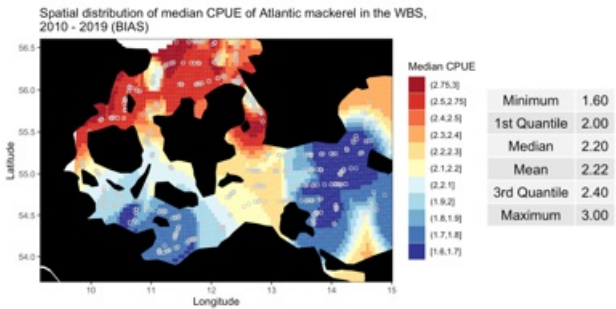 Spatial distribution of median CPUE of Atlantic mackerel in the WBS,
2010 - 2019 (BIAS)
Latitude
56.5
56.0
55.5
55.0
54.5
54.0
10 11 12 13 14 15
Longitude
Median CPUE
(2.75,3]
(2.5,2.75]
(2.4,2.5]
(2.3,2.4]
(2.2,2.3]
(2.1,2.2]
(2,2.1]
(1.9,2]
(1.8,1.9]
(1.7,1.8]
[1.6,1.7]
Minimum 1.60
1st Quantile 2.00
Median 2.20
Mean 2.22
3rd Quantile 2.40
Maximum 3.00